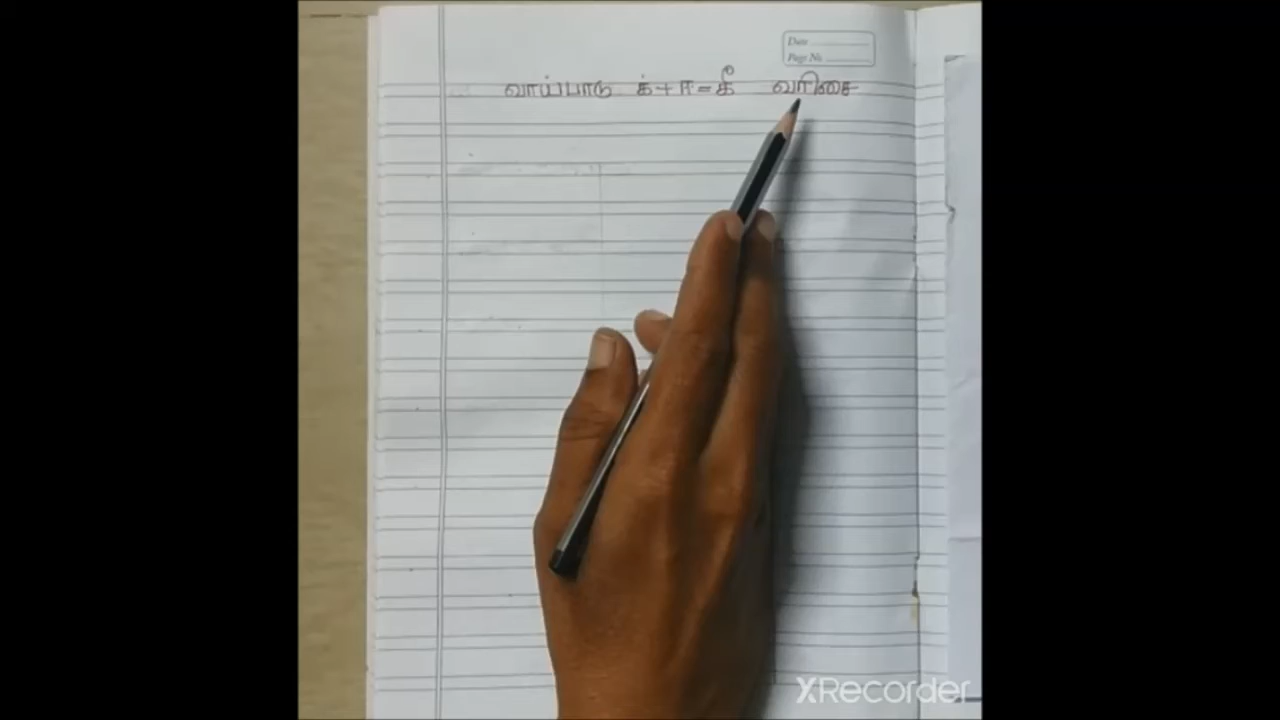 Date
Page No
வாய்பாடு க்+ஈ=கீ வரிசை
XRecorder